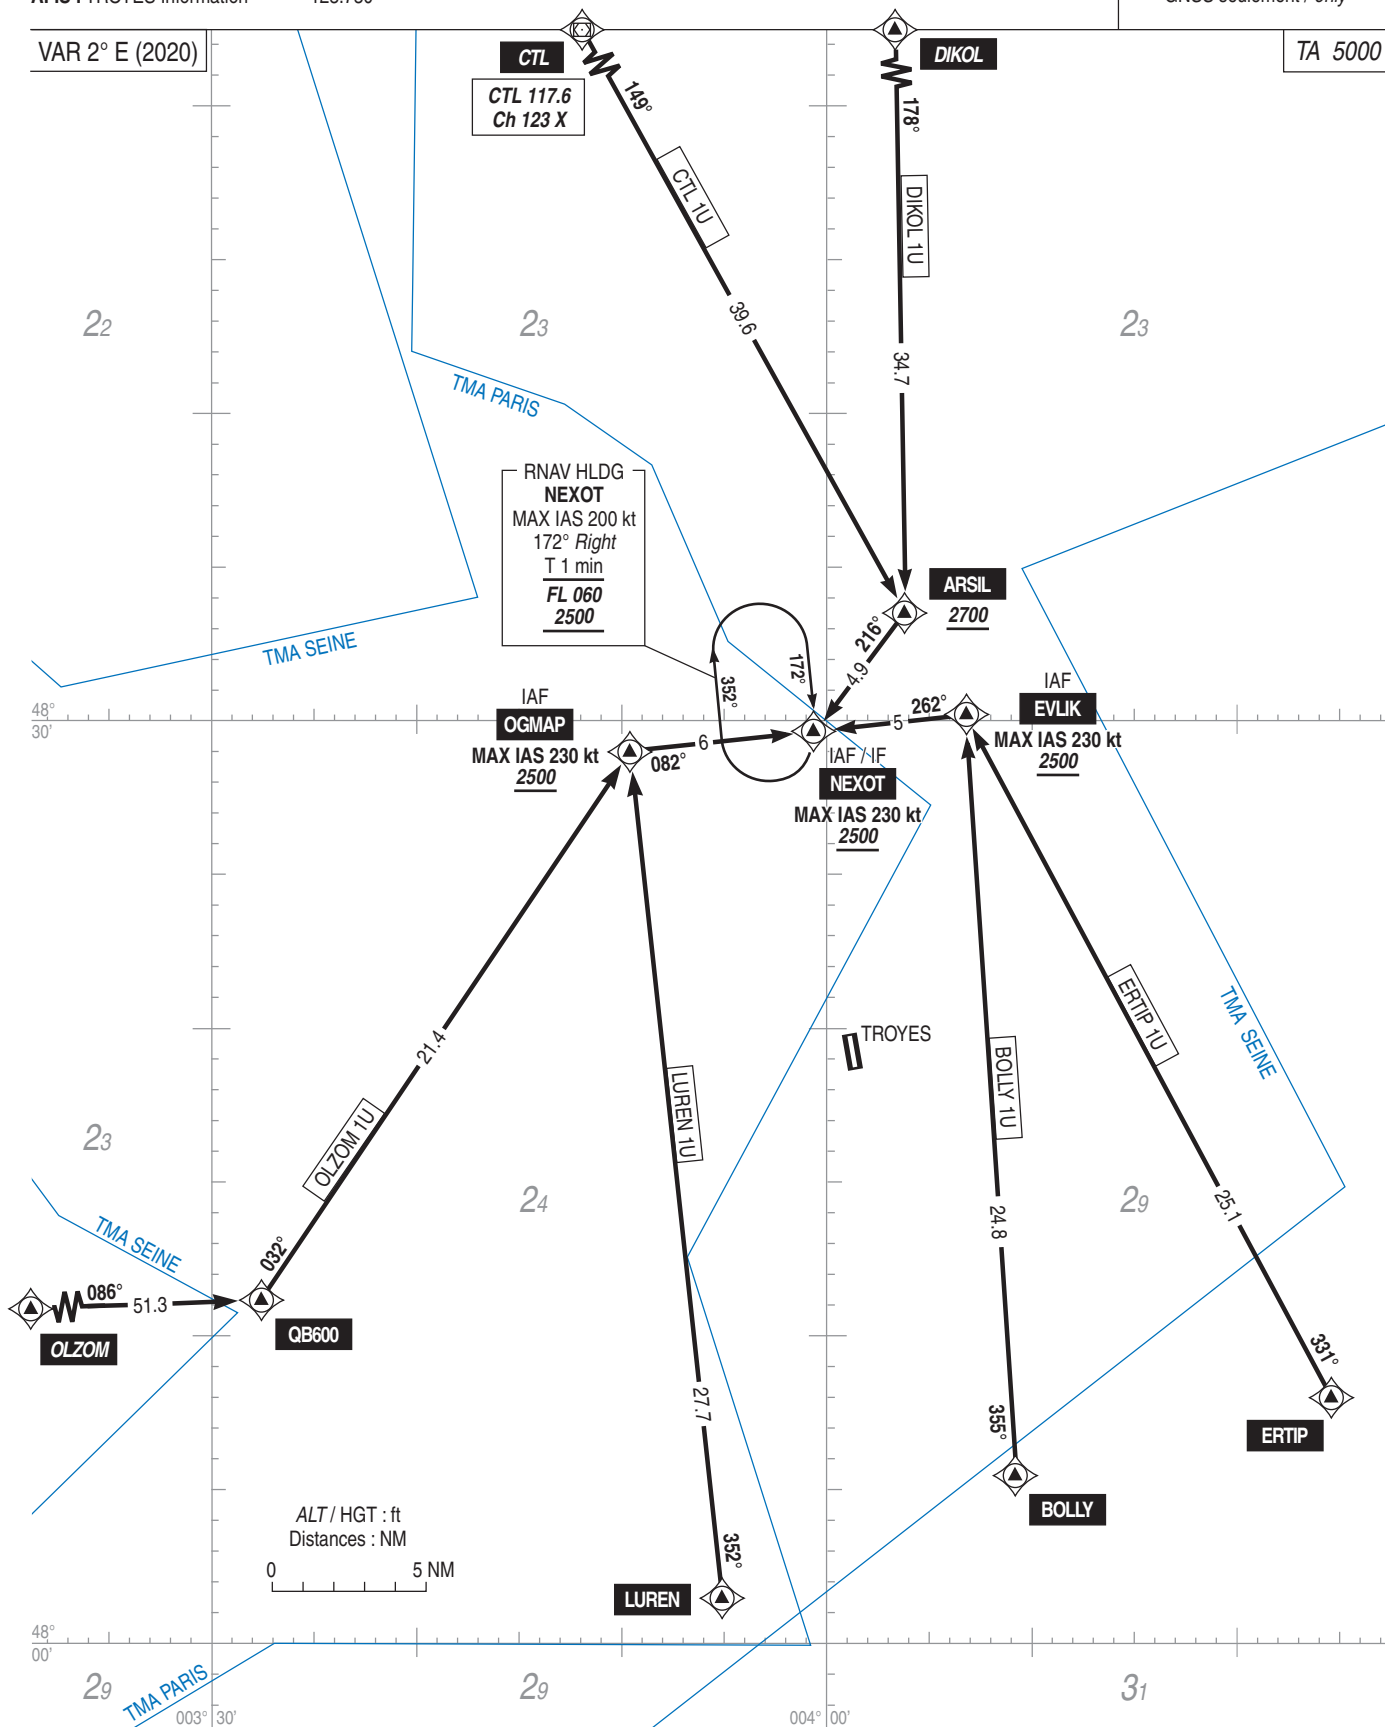 VAR 2° E (2020)
CTL
CTL 117.6
Ch 123 X
149°
DIKOL
178°
TA 5000
CTL 1U
DIKOL 1U
39.6
34.7
22
23
23
TMA PARIS
RNAV HLDG
NEXOT
MAX IAS 200 kt
172° Right
T 1 min
FL 060
2500
ARSIL
2700
216°
4.9
TMA SEINE
172°
352°
48°
30'
IAF
OGMAP
MAX IAS 230 kt
2500
082°
6
IAF / IF
NEXOT
MAX IAS 230 kt
2500
5
262°
IAF
EVLIK
MAX IAS 230 kt
2500
TROYES
21.4
OLZOM 1U
LUREN 1U
BOLLY 1U
ERTIP 1U
TMA SEINE
23
24
29
TMA SEINE
032°
24.8
25.1
086°
51.3
OLZOM
QB600
27.7
331°
ERTIP
355°
BOLLY
352°
LUREN
ALT / HGT : ft
Distances : NM
0 5 NM
48°
00'
TMA PARIS
29
29
31
003° 30'
004° 00'